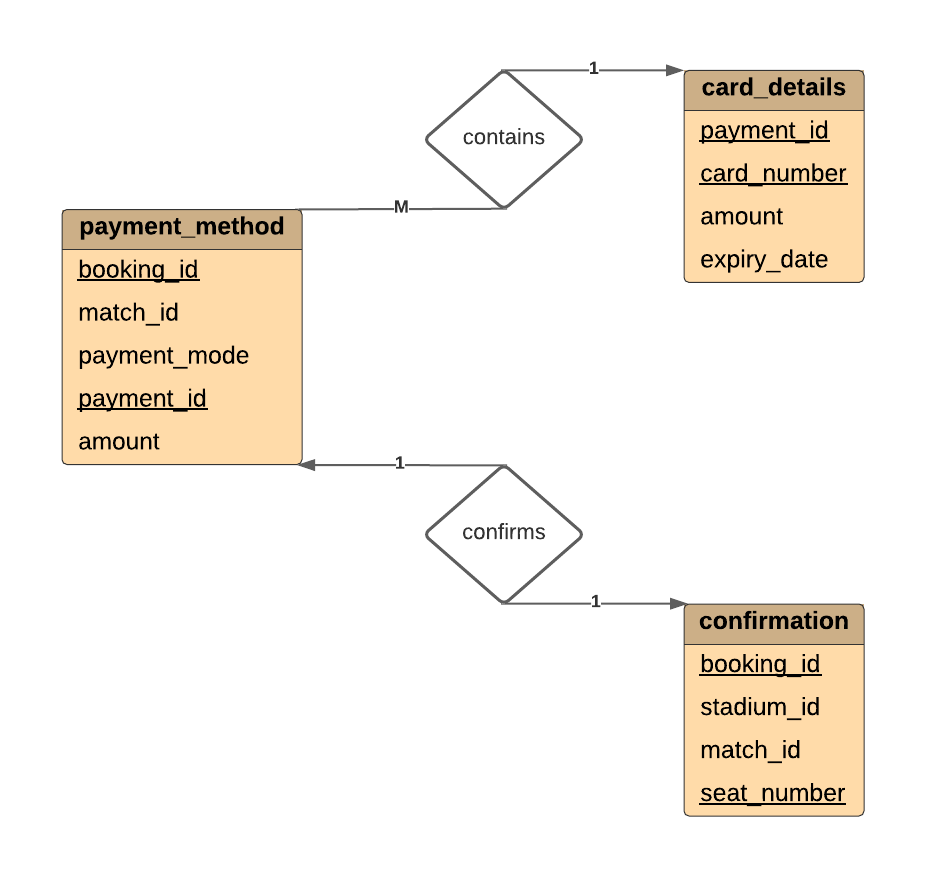 1
card_details
payment_id
card_number
amount
expiry_date
contains
M
payment_method
booking_id
match_id
payment_mode
payment_id
amount
1
confirms
1
confirmation
booking_id
stadium_id
match_id
seat_number